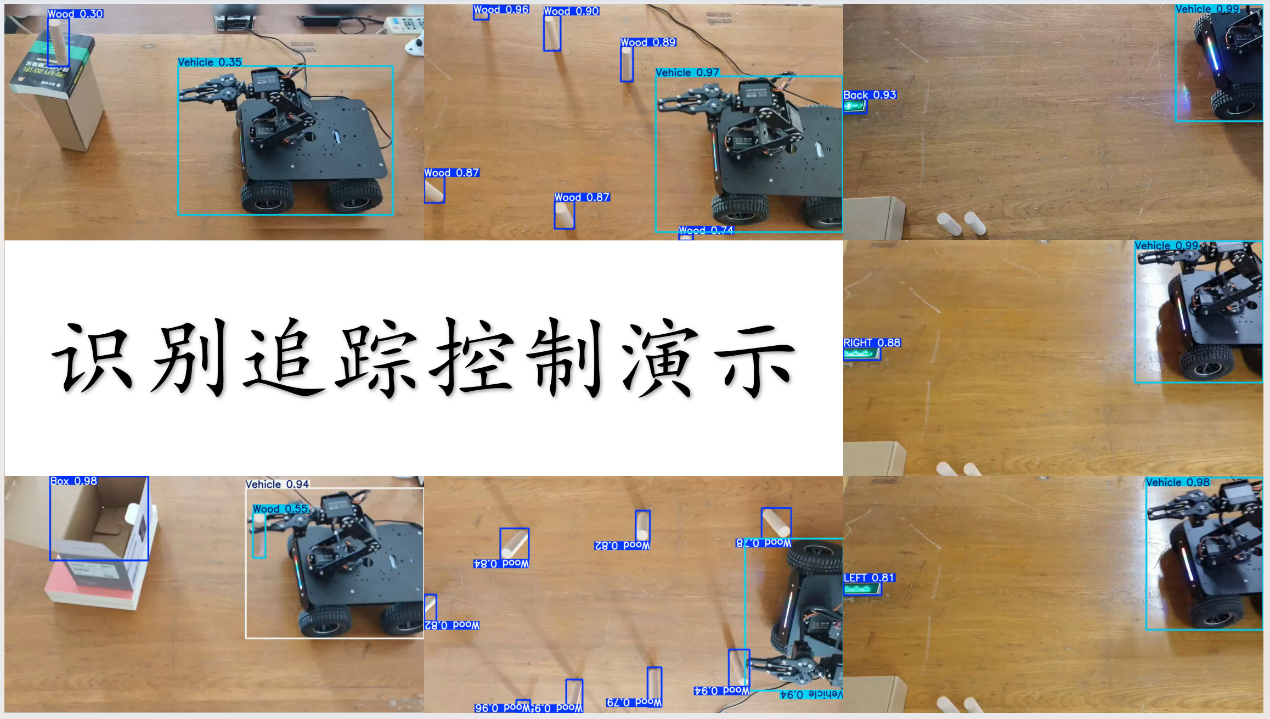 Wood 0.30
Vehicle 0.35
Wood 0.96
Wood 0.90
Wood 0.89
Vehicle 0.97
Wood 0.87
Wood 0.87
Wood 0.74
Vehicle 0.99
Back 0.93
识别追踪控制演示
Vehicle 0.99
RIGHT 0.88
Box 0.98
Vehicle 0.94
Wood 0.55
Wood 0.84
Wood 0.82
Wood 0.78
Wood 0.82
Wood 0.96
Wood 0.95
Wood 0.79
Wood 0.94
Vehicle 0.94
Vehicle 0.98
LEFT 0.81